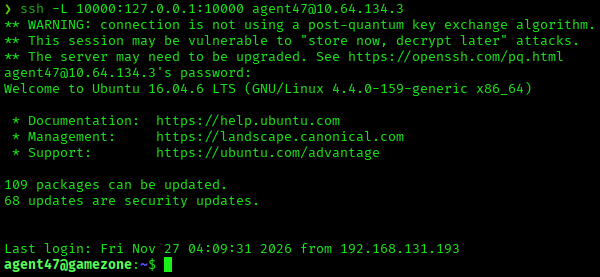 ❯ ssh -L 10000:127.0.0.1:10000 agent47@10.64.134.3
** WARNING: connection is not using a post-quantum key exchange algorithm.
** This session may be vulnerable to "store now, decrypt later" attacks.
** The server may need to be upgraded. See https://openssh.com/pq.html
agent47@10.64.134.3's password:
Welcome to Ubuntu 16.04.6 LTS (GNU/Linux 4.4.0-159-generic x86_64)
* Documentation:  https://help.ubuntu.com
* Management:     https://landscape.canonical.com
* Support:        https://ubuntu.com/advantage
109 packages can be updated.
68 updates are security updates.
Last login: Fri Nov 27 04:09:31 2026 from 192.168.131.193
agent47@gamezone:~$